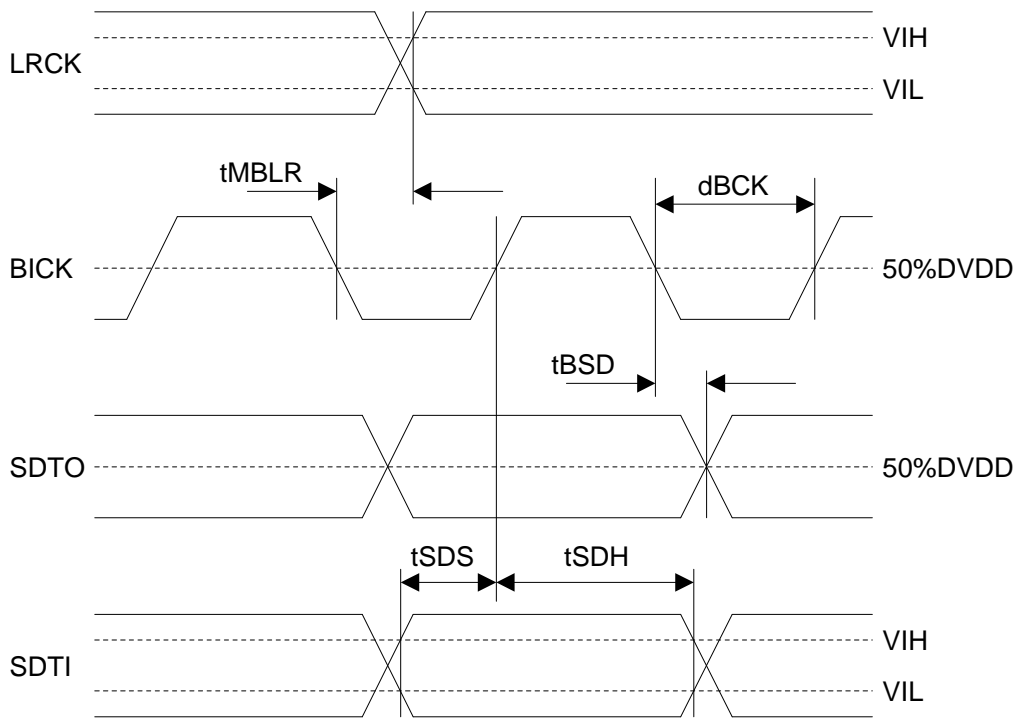 VIH
LRCK
VIL
tMBLR
dBCK
BICK
50%DVDD
tBSD
SDTO
50%DVDD
tSDS
tSDH
VIH
SDTI
VIL